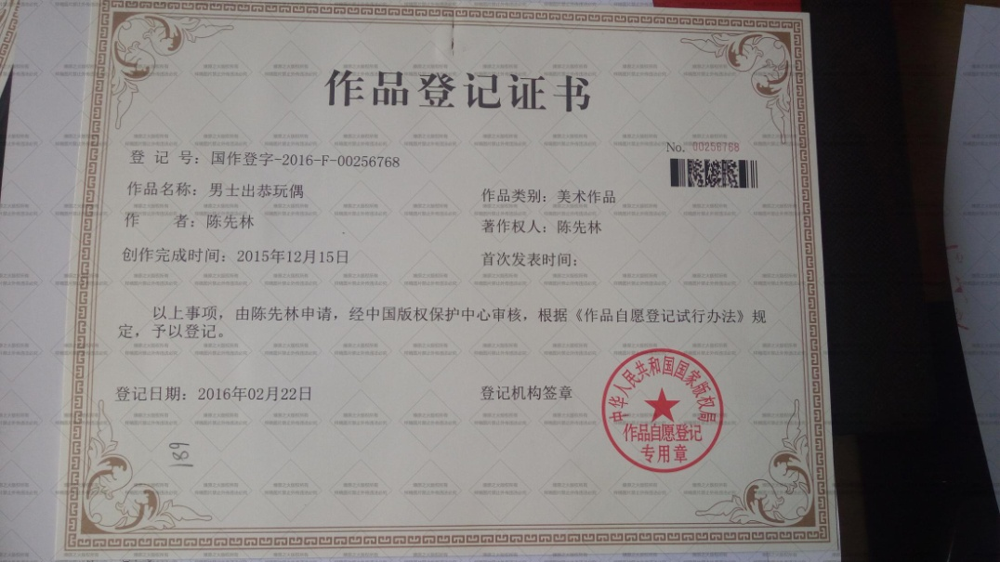 作品登记证书
No. 00256768
登 记 号：国作登字-2016-F-00256768
作品名称：男士出恭玩偶
作品类别：美术作品
作 者：陈先林
著作权人：陈先林
创作完成时间：2015年12月15日
首次发表时间：
以上事项，由陈先林申请，经中国版权保护中心审核，根据《作品自愿登记试行办法》规
定，予以登记。
登记日期：2016年02月22日
登记机构签章
中华人民共和国国家版权局
作品自愿登记
专用章
189